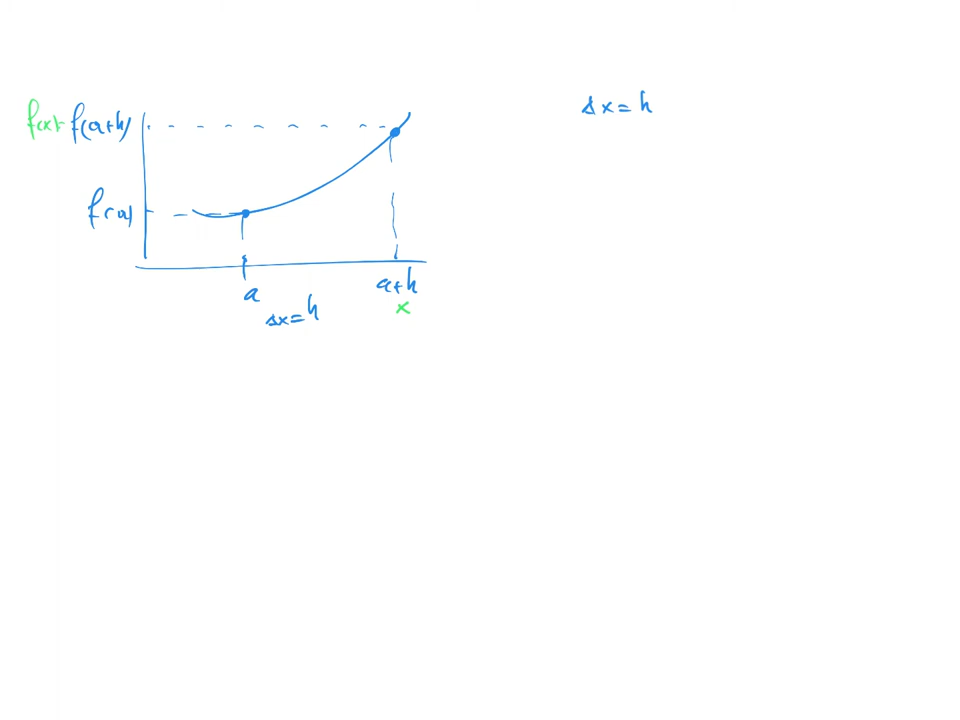 f(x) f(a+h)
Δx = h
f(a)
a
a+h
Δx = h
x